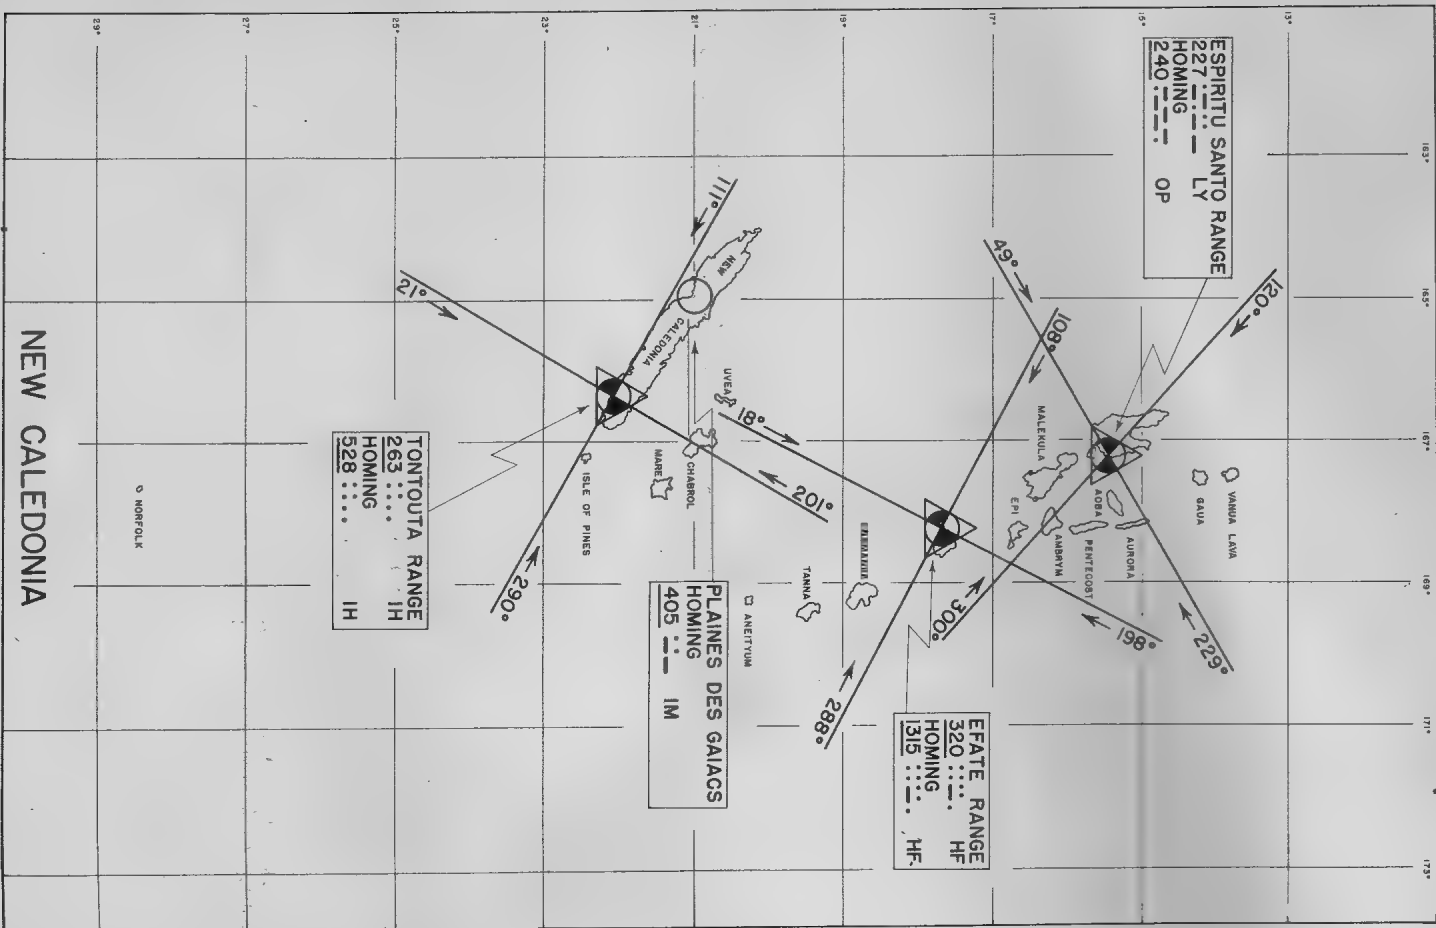 ESPIRITU SANTO RANGE
227 LY
HOMING
240 OP
EFATE RANGE
320 HF
HOMING
1315 HF
PLAINES DES GAIACS
HOMING
405 IM
TONTOUTA RANGE
263 IH
HOMING
528 IH
163°
165°
167°
169°
171°
173°
13°
15°
17°
19°
21°
23°
25°
27°
29°
120°
49°
108°
229°
198°
300°
288°
18°
201°
111°
21°
290°
VANUA LAVA
GAUA
AURORA
PENTECOST
AOBA
AMBRYM
MALEKULA
EPI
TANNA
ANEITYUM
UVEA
CHABROL
MARE
NEW
CALEDONIA
ISLE OF PINES
NORFOLK
NEW CALEDONIA